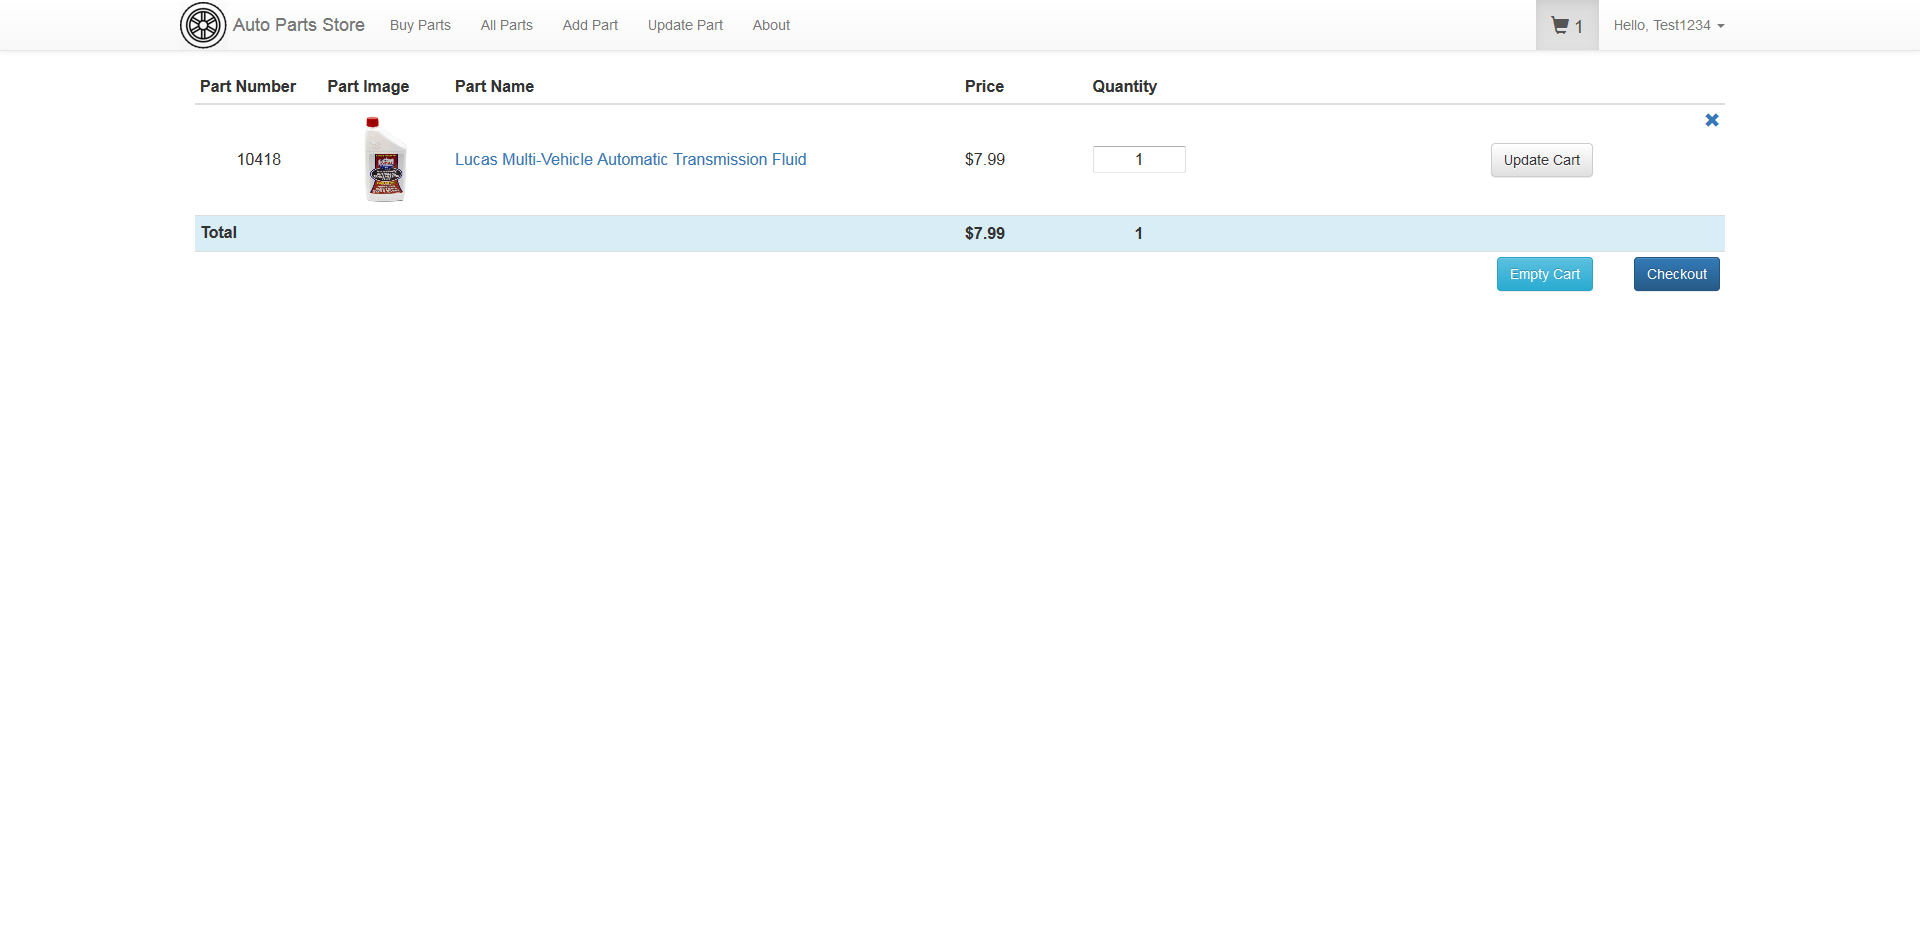 Auto Parts Store Buy Parts All Parts Add Part Update Part About 1 Hello, Test1234
Part Number Part Image Part Name Price Quantity
10418 Lucas Multi-Vehicle Automatic Transmission Fluid $7.99 1 Update Cart
Total $7.99 1
Empty Cart Checkout